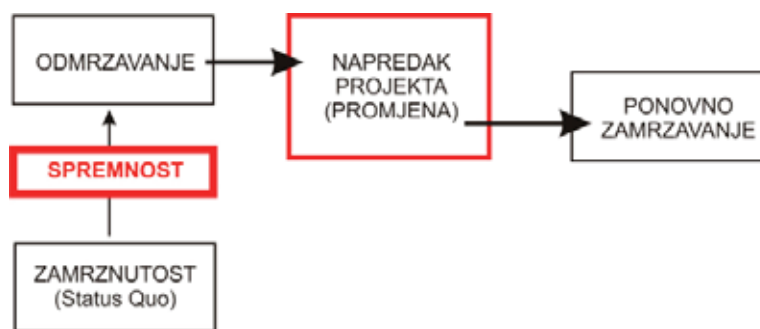 ODMRZAVANJE
NAPREDAK
PROJEKTA
(PROMJENA)
PONOVNO
ZAMRZAVANJE
SPREMNOST
ZAMRZNUTOST
(Status Quo)